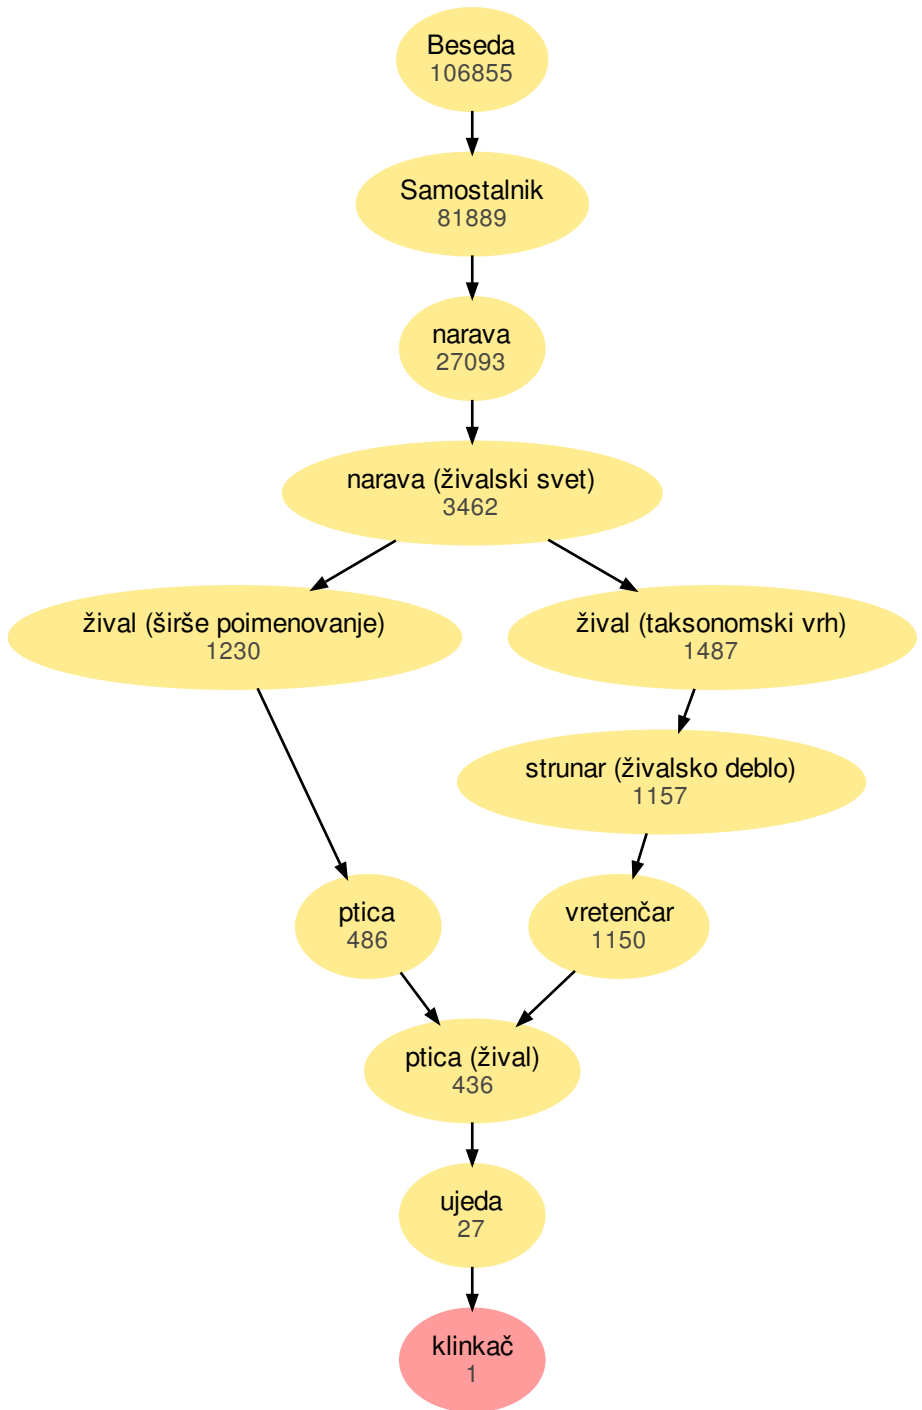 Beseda
106855
Samostalnik
81889
narava
27093
narava (živalski svet)
3462
žival (širše poimenovanje)
1230
žival (taksonomski vrh)
1487
strunar (živalsko deblo)
1157
ptica
486
vretenčar
1150
ptica (žival)
436
ujeda
27
klinkač
1